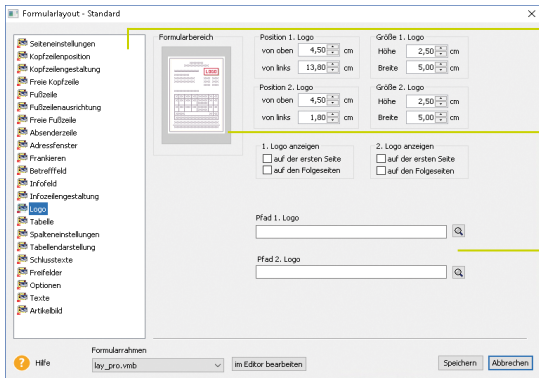 Formularlayout - Standard
Seiteneinstellungen
Kopfzeilenposition
Kopfzeilengestaltung
Freie Kopfzeile
Fußzeile
Fußzeilenausrichtung
Freie Fußzeile
Absenderzeile
Adressfenster
Frankieren
Betrefffeld
Infofeld
Infozeilengestaltung
Logo
Tabelle
Spalteneinstellungen
Tabellendarstellung
Schlusstexte
Freifelder
Optionen
Texte
Artikelbild
Formularbereich
LOGO
Position 1. Logo
von oben 4,50 cm
von links 13,80 cm
Größe 1. Logo
Höhe 2,50 cm
Breite 5,00 cm
Position 2. Logo
von oben 4,50 cm
von links 1,80 cm
Größe 2. Logo
Höhe 2,50 cm
Breite 5,00 cm
1. Logo anzeigen
auf der ersten Seite
auf den Folgeseiten
2. Logo anzeigen
auf der ersten Seite
auf den Folgeseiten
Pfad 1. Logo
Pfad 2. Logo
? Hilfe
Formularrahmen
lay_pro.vmb
im Editor bearbeiten
Speichern
Abbrechen